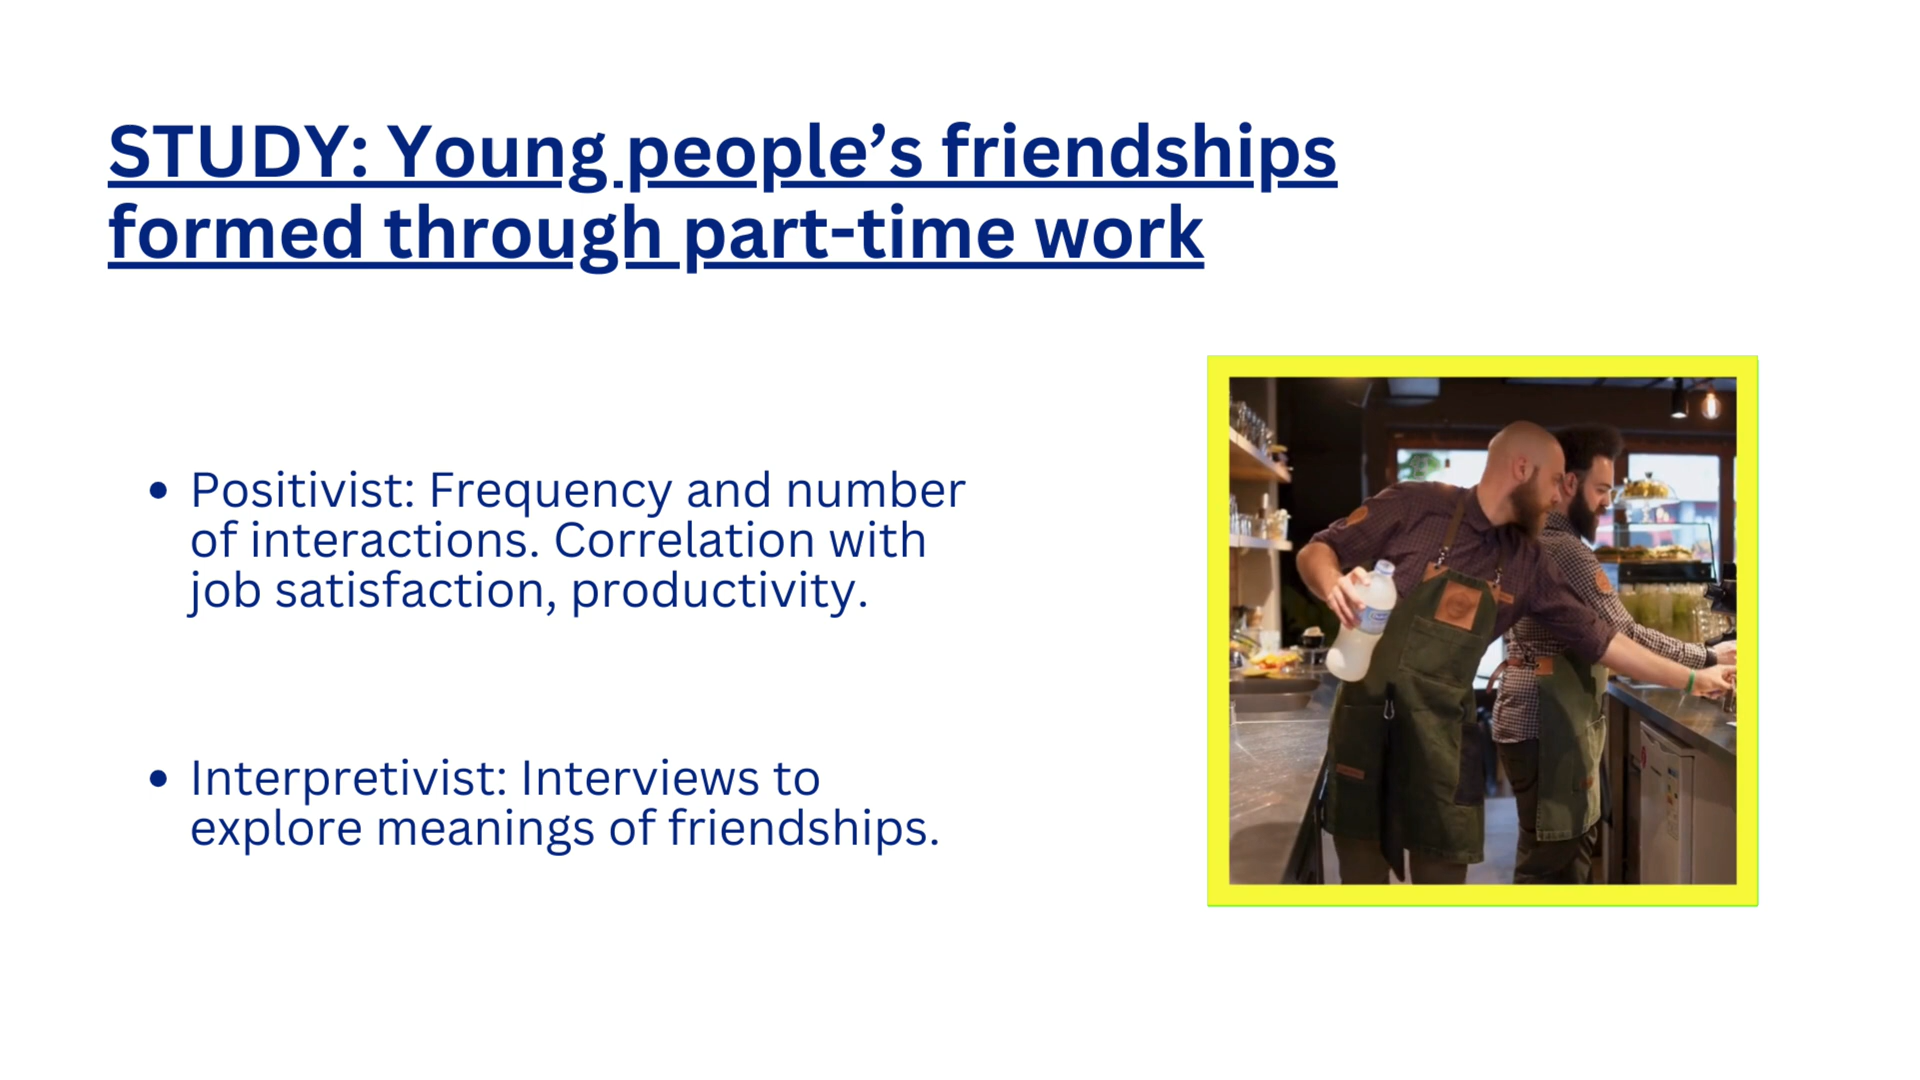 STUDY: Young people’s friendships
formed through part-time work
• Positivist: Frequency and number
of interactions. Correlation with
job satisfaction, productivity.
• Interpretivist: Interviews to
explore meanings of friendships.